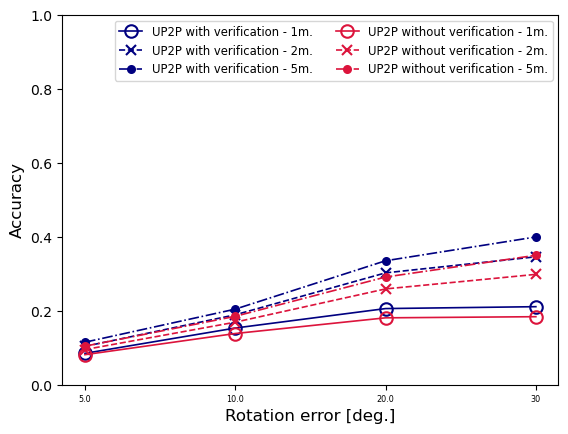 1.0
0.8
0.6
0.4
0.2
0.0
Accuracy
UP2P with verification - 1m.
UP2P with verification - 2m.
UP2P with verification - 5m.
UP2P without verification - 1m.
UP2P without verification - 2m.
UP2P without verification - 5m.
5.0 10.0 20.0 30
Rotation error [deg.]